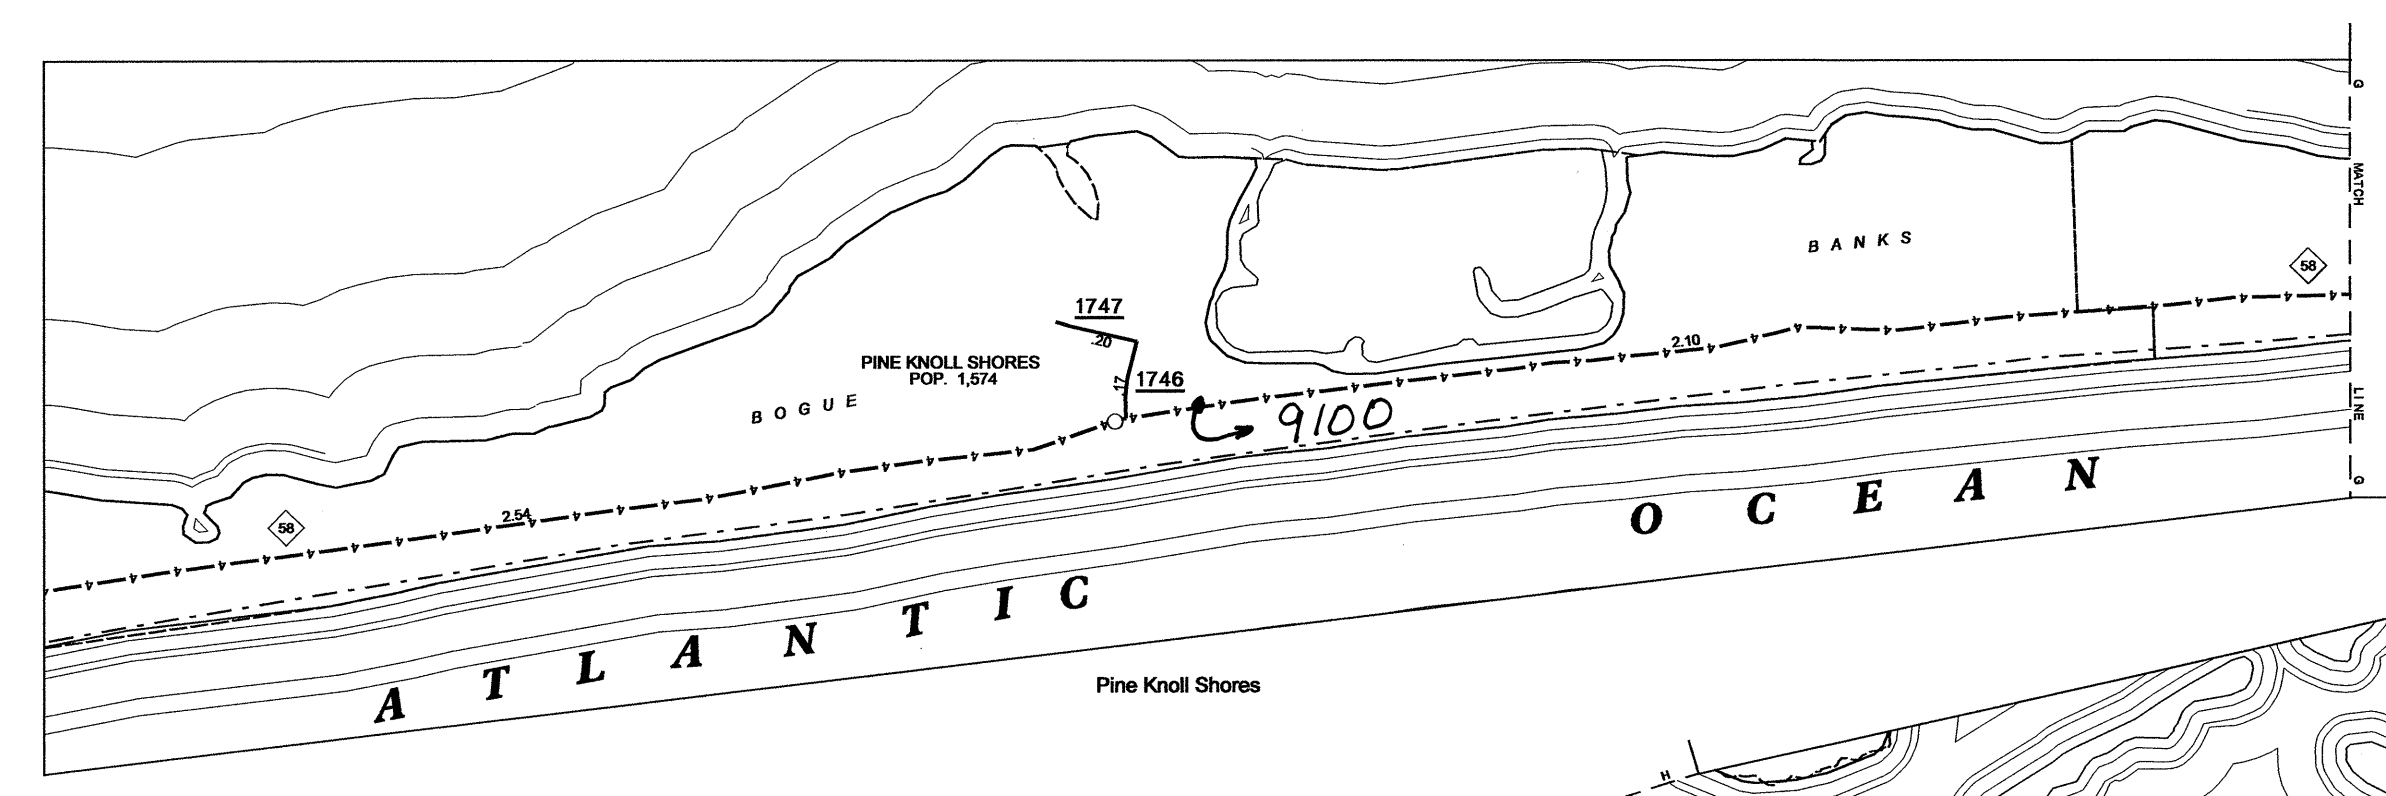 G
MATCH
BANKS
58
1747
.20
2.10
PINE KNOLL SHORES
POP. 1,574
.17
1746
BOGUE
9100
LINE
G
2.54
58
OCEAN
ATLANTIC
Pine Knoll Shores
H